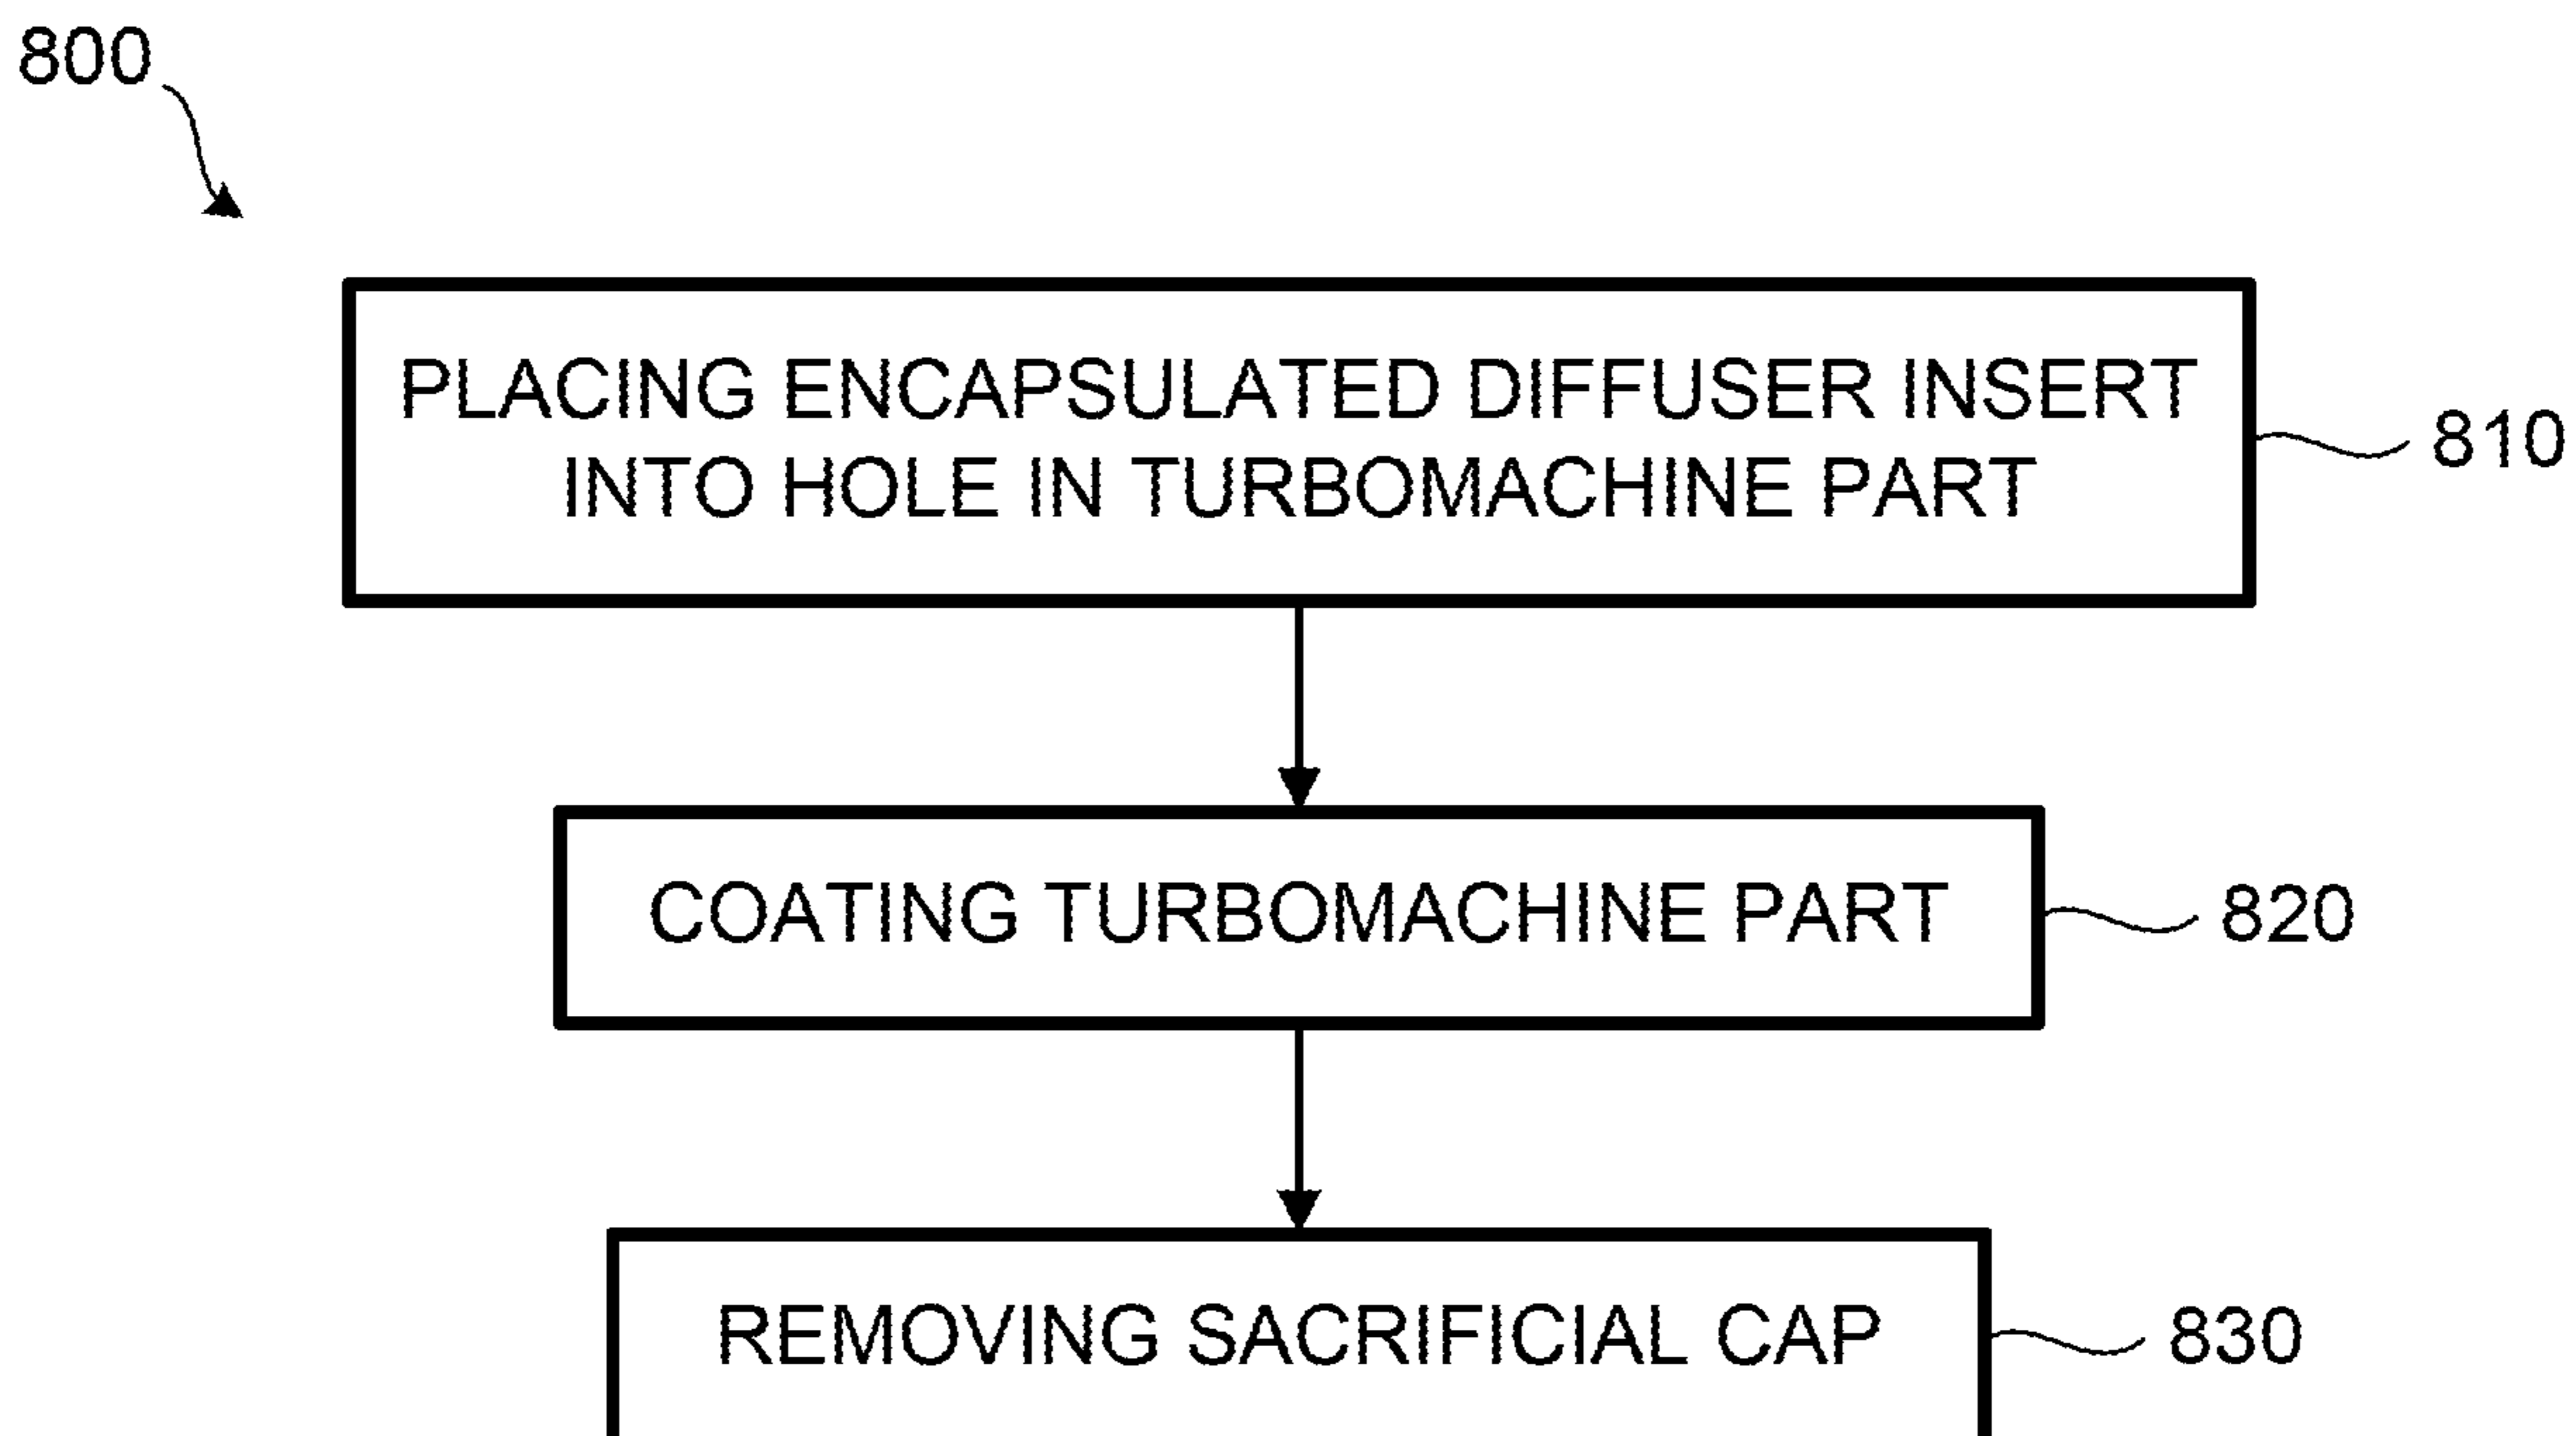 800
PLACING ENCAPSULATED DIFFUSER INSERT
INTO HOLE IN TURBOMACHINE PART
810
COATING TURBOMACHINE PART
820
REMOVING SACRIFICIAL CAP
830